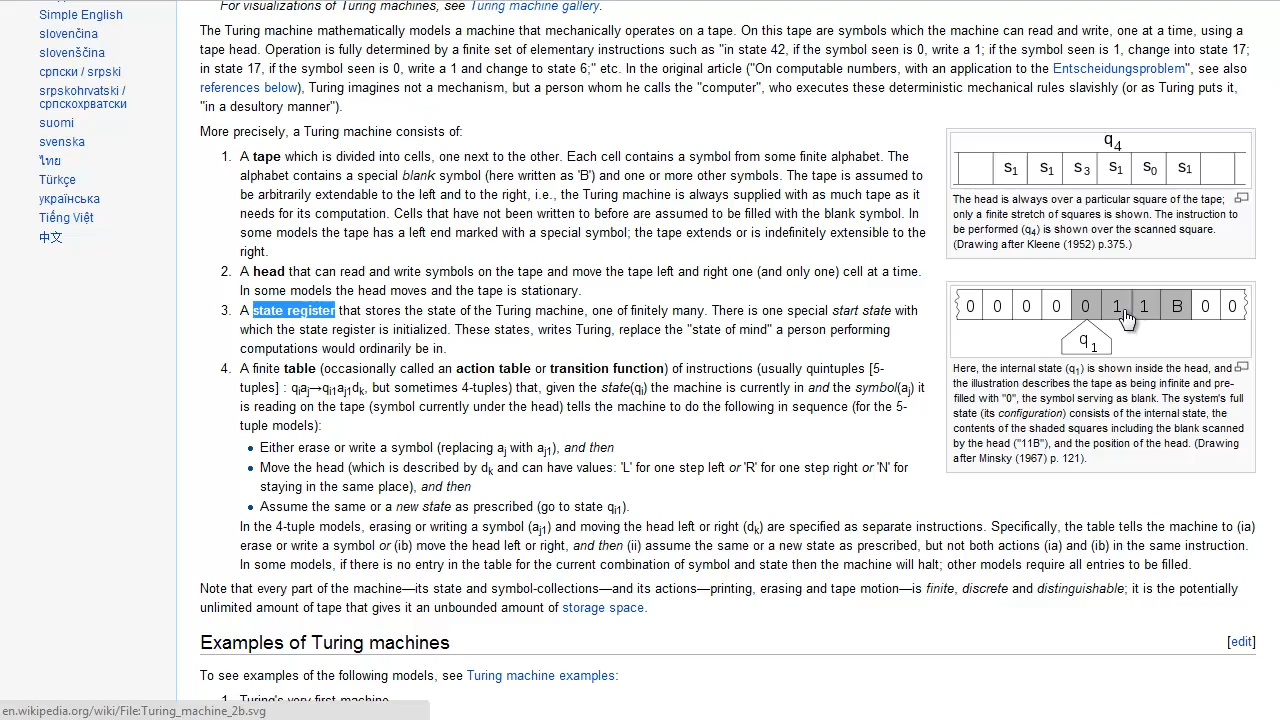 Simple English
slovenčina
slovenščina
српски / srpski
srpskohrvatski /
српскохрватски
suomi
svenska
ไทย
Türkçe
українська
Tiếng Việt
中文
For visualizations of Turing machines, see Turing machine gallery.
The Turing machine mathematically models a machine that mechanically operates on a tape. On this tape are symbols which the machine can read and write, one at a time, using a
tape head. Operation is fully determined by a finite set of elementary instructions such as "in state 42, if the symbol seen is 0, write a 1; if the symbol seen is 1, change into state 17;
in state 17, if the symbol seen is 0, write a 1 and change to state 6;" etc. In the original article ("On computable numbers, with an application to the Entscheidungsproblem", see also
references below), Turing imagines not a mechanism, but a person whom he calls the "computer", who executes these deterministic mechanical rules slavishly (or as Turing puts it,
"in a desultory manner").
More precisely, a Turing machine consists of:
1. A tape which is divided into cells, one next to the other. Each cell contains a symbol from some finite alphabet. The
alphabet contains a special blank symbol (here written as 'B') and one or more other symbols. The tape is assumed to
be arbitrarily extendable to the left and to the right, i.e., the Turing machine is always supplied with as much tape as it
needs for its computation. Cells that have not been written to before are assumed to be filled with the blank symbol. In
some models the tape has a left end marked with a special symbol; the tape extends or is indefinitely extensible to the
right.
2. A head that can read and write symbols on the tape and move the tape left and right one (and only one) cell at a time.
In some models the head moves and the tape is stationary.
3. A state register that stores the state of the Turing machine, one of finitely many. There is one special start state with
which the state register is initialized. These states, writes Turing, replace the "state of mind" a person performing
computations would ordinarily be in.
4. A finite table (occasionally called an action table or transition function) of instructions (usually quintuples [5-
tuples] : qiaj→qi1aj1dk, but sometimes 4-tuples) that, given the state(qi) the machine is currently in and the symbol(aj) it
is reading on the tape (symbol currently under the head) tells the machine to do the following in sequence (for the 5-
tuple models):
• Either erase or write a symbol (replacing aj with aj1), and then
• Move the head (which is described by dk and can have values: 'L' for one step left or 'R' for one step right or 'N' for
staying in the same place), and then
• Assume the same or a new state as prescribed (go to state qi1).
In the 4-tuple models, erasing or writing a symbol (aj1) and moving the head left or right (dk) are specified as separate instructions. Specifically, the table tells the machine to (ia)
erase or write a symbol or (ib) move the head left or right, and then (ii) assume the same or a new state as prescribed, but not both actions (ia) and (ib) in the same instruction.
In some models, if there is no entry in the table for the current combination of symbol and state then the machine will halt; other models require all entries to be filled.
Note that every part of the machine—its state and symbol-collections—and its actions—printing, erasing and tape motion—is finite, discrete and distinguishable; it is the potentially
unlimited amount of tape that gives it an unbounded amount of storage space.
Examples of Turing machines
[edit]
To see examples of the following models, see Turing machine examples:
1. Turing's very first machine
q4
s1 s1 s3 s1 s0 s1
The head is always over a particular square of the tape;
only a finite stretch of squares is shown. The instruction to
be performed (q4) is shown over the scanned square.
(Drawing after Kleene (1952) p.375.)
0 0 0 0 0 1 1 B 0 0
q1
Here, the internal state (q1) is shown inside the head, and
the illustration describes the tape as being infinite and pre-
filled with "0", the symbol serving as blank. The system's full
state (its configuration) consists of the internal state, the
contents of the shaded squares including the blank scanned
by the head ("11B"), and the position of the head. (Drawing
after Minsky (1967) p. 121).
en.wikipedia.org/wiki/File:Turing_machine_2b.svg